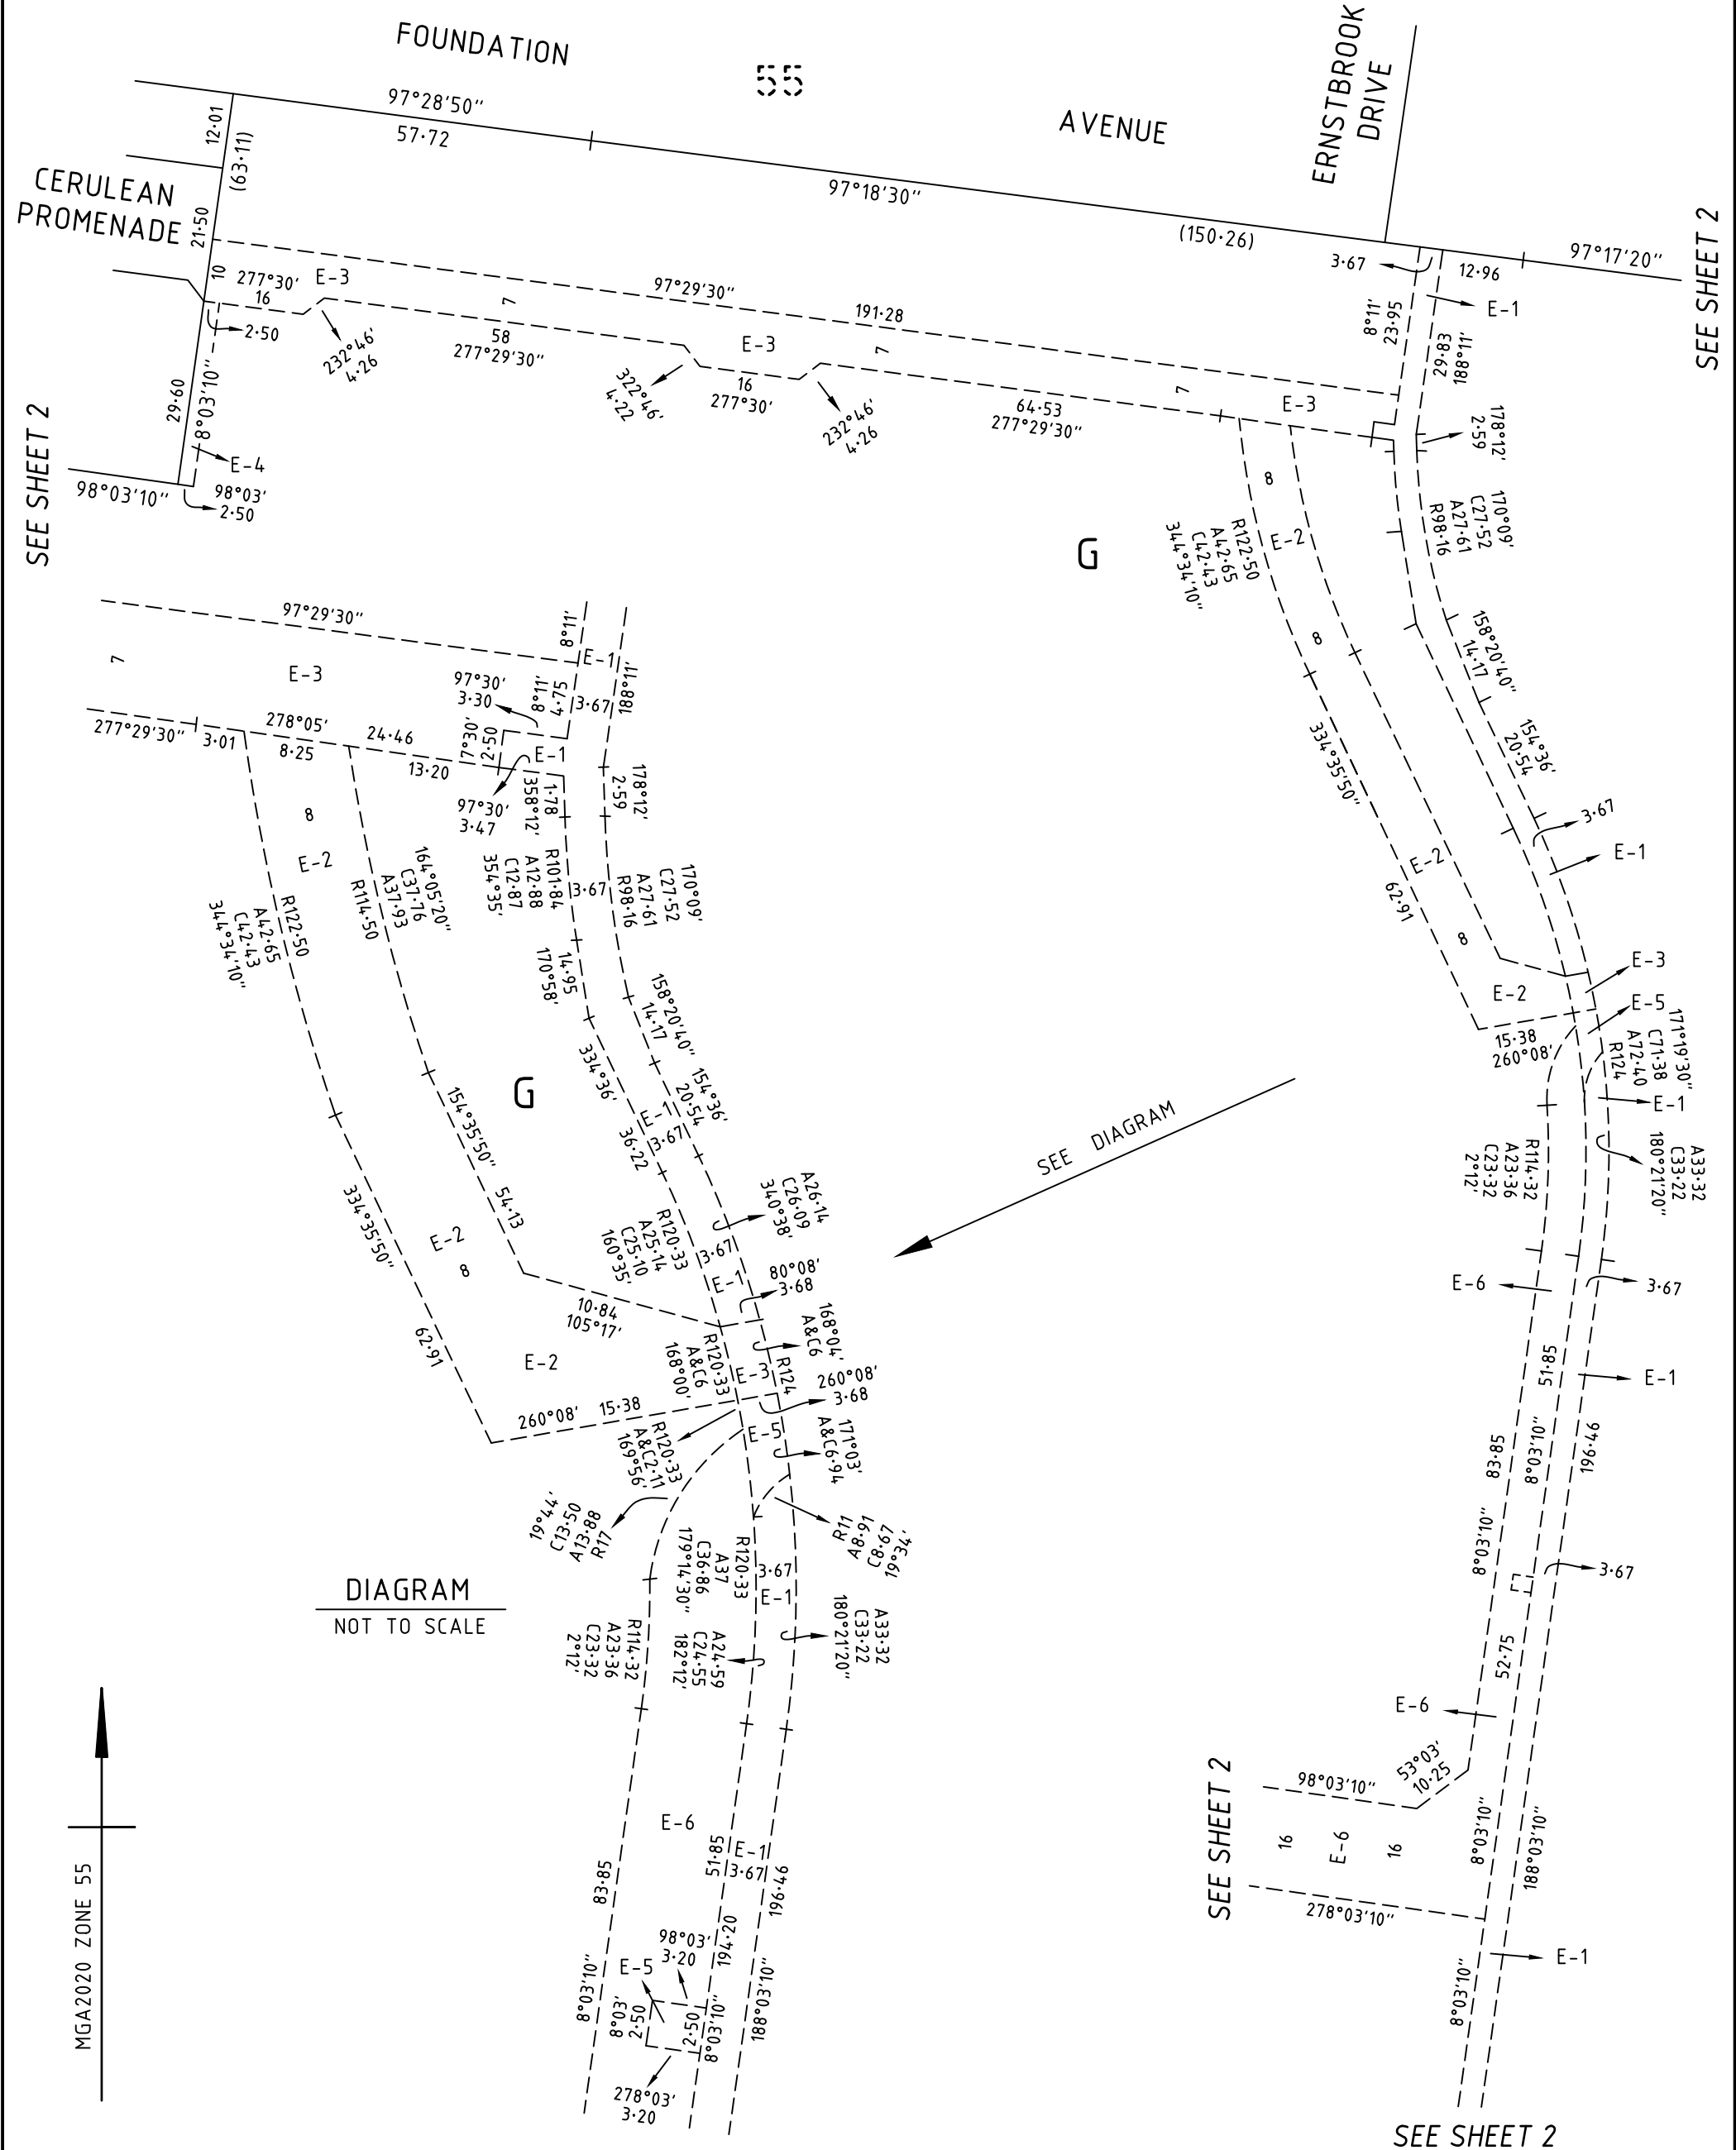 FOUNDATION
55
AVENUE
ERNSTBROOK
DRIVE
97°28'50"
57·72
97°18'30"
(150·26)
3·67
12·96
97°17'20"
SEE SHEET 2
12·01
(63·11)
CERULEAN
PROMENADE
21·50
10
277°30'
16
E-3
2·50
232°46'
4·26
7
58
277°29'30"
97°29'30"
191·28
E-3
7
322°46'
4·22
16
277°30'
232°46'
4·26
64·53
277°29'30"
7
E-3
8°11'
23·95
E-1
29·83
188°11'
178°12'
2·59
29·60
8°03'10"
E-4
98°03'10"
98°03'
2·50
SEE SHEET 2
G
8
E-2
R122·50
A42·65
C42·43
344°34'10"
8
170°09'
C27·52
A27·61
R98·16
158°20'40"
14·17
154°36'
20·54
3·67
E-1
334°35'50"
E-2
62·91
8
E-3
E-2
E-5
15·38
260°08'
171°19'30"
C71·38
A72·40
R124
E-1
R114·32
A23·36
C23·32
2°12'
A33·32
C33·22
180°21'20"
E-6
3·67
51·85
E-1
83·85
8°03'10"
196·46
8°03'10"
3·67
52·75
E-6
53°03'
10·25
98°03'10"
16
E-6
16
8°03'10"
188°03'10"
278°03'10"
SEE SHEET 2
E-1
8°03'10"
SEE SHEET 2
SEE DIAGRAM
97°29'30"
8°11'
E-1
7
E-3
97°30'
3·30
8°11'
4·75
3·67
188°11'
277°29'30"
3·01
278°05'
8·25
24·46
13·20
7°30'
2·50
E-1
97°30'
3·47
1·78
358°12'
178°12'
2·59
8
E-2
164°05'20"
C37·76
A37·93
R114·50
R101·84
A12·88
C12·87
354°35'
3·67
170°09'
C27·52
A27·61
R98·16
R122·50
A42·65
C42·43
344°34'10"
14·95
170°58'
158°20'40"
14·17
G
334°36'
36·22
E-1
3·67
154°36'
20·54
154°35'50"
54·13
334°35'50"
E-2
8
62·91
R120·33
A25·14
C25·10
160°35'
A26·14
C26·09
340°38'
3·67
E-1
80°08'
3·68
10·84
105°17'
E-2
R120·33
A&C6
168°00'
168°04'
A&C6
E-3
R124
260°08'
3·68
260°08'
15·38
R120·33
A&C2·11
169°56'
E-5
171°03'
A&C6·94
19°44'
C13·50
A13·88
R17
R11
A8·91
C8·67
19°34'
R120·33
A37
C36·86
179°14'30"
3·67
E-1
DIAGRAM
NOT TO SCALE
R114·32
A23·36
C23·32
2°12'
A24·59
C24·55
182°12'
A33·32
C33·22
180°21'20"
E-6
51·85
E-1
3·67
83·85
196·46
194·20
98°03'
3·20
E-5
8°03'10"
8°03'
2·50
2·50
8°03'10"
188°03'10"
278°03'
3·20
MGA2020 ZONE 55